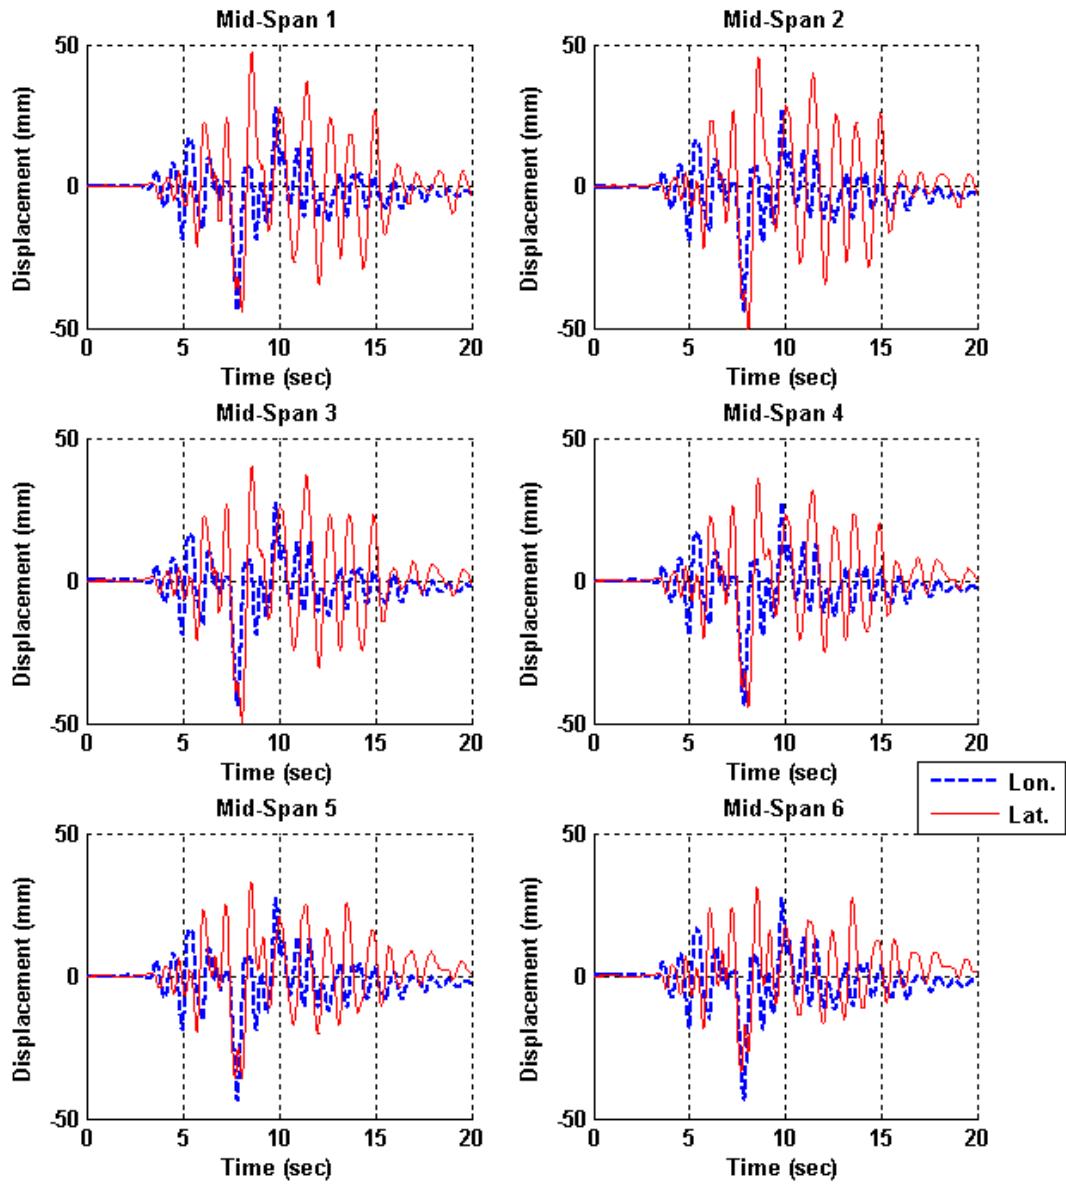 Mid-Span 1
50
0
-50
Displacement (mm)
0 5 10 15 20
Time (sec)
Mid-Span 2
50
0
-50
Displacement (mm)
0 5 10 15 20
Time (sec)
Mid-Span 3
50
0
-50
Displacement (mm)
0 5 10 15 20
Time (sec)
Mid-Span 4
50
0
-50
Displacement (mm)
0 5 10 15 20
Time (sec)
Lon.
Lat.
Mid-Span 5
50
0
-50
Displacement (mm)
0 5 10 15 20
Time (sec)
Mid-Span 6
50
0
-50
Displacement (mm)
0 5 10 15 20
Time (sec)